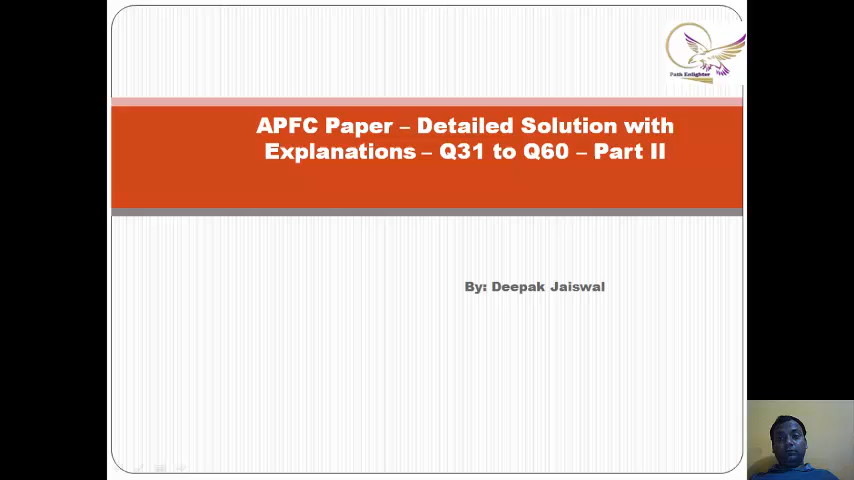 Path Enlighter
APFC Paper – Detailed Solution with
Explanations – Q31 to Q60 – Part II
By: Deepak Jaiswal